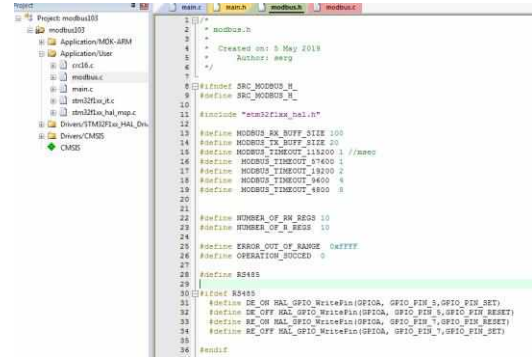 Project
Project: modbus103
modbus103
Application/MDK-ARM
Application/User
crc16.c
modbus.c
main.c
stm32f1xx_it.c
stm32f1xx_hal_msp.c
Drivers/STM32F1xx_HAL_Driv
Drivers/CMSIS
CMSIS
main.c main.h modbus.h modbus.c
1 /*
2 * modbus.h
3 *
4 * Created on: 5 May 2019
5 * Author: serg
6 */
7
8 #ifndef SRC_MODBUS_H_
9 #define SRC_MODBUS_H_
10
11 #include "stm32f1xx_hal.h"
12
13 #define MODBUS_RX_BUFF_SIZE 100
14 #define MODBUS_TX_BUFF_SIZE 20
15 #define MODBUS_TIMEOUT_115200 1 //msec
16 #define MODBUS_TIMEOUT_57600 1
17 #define MODBUS_TIMEOUT_19200 2
18 #define MODBUS_TIMEOUT_9600 4
19 #define MODBUS_TIMEOUT_4800 8
20
21
22 #define NUMBER_OF_RW_REGS 10
23 #define NUMBER_OF_R_REGS 10
24
25 #define ERROR_OUT_OF_RANGE 0xFFFF
26 #define OPERATION_SUCCED 0
27
28 #define RS485
29
30 #ifdef RS485
31 #define DE_ON HAL_GPIO_WritePin(GPIOA, GPIO_PIN_5,GPIO_PIN_SET)
32 #define DE_OFF HAL_GPIO_WritePin(GPIOA, GPIO_PIN_5,GPIO_PIN_RESET)
33 #define RE_ON HAL_GPIO_WritePin(GPIOA, GPIO_PIN_7,GPIO_PIN_RESET)
34 #define RE_OFF HAL_GPIO_WritePin(GPIOA, GPIO_PIN_7,GPIO_PIN_SET)
35
36 #endif